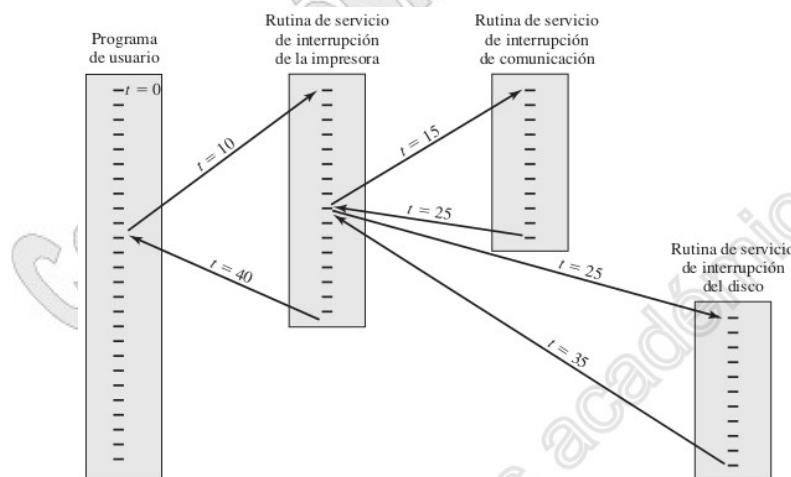 Programa
de usuario
Rutina de servicio
de interrupción
de la impresora
Rutina de servicio
de interrupción
de comunicación
t = 0
t = 10
t = 15
t = 25
t = 40
t = 25
Rutina de servicio
de interrupción
del disco
t = 35
académic